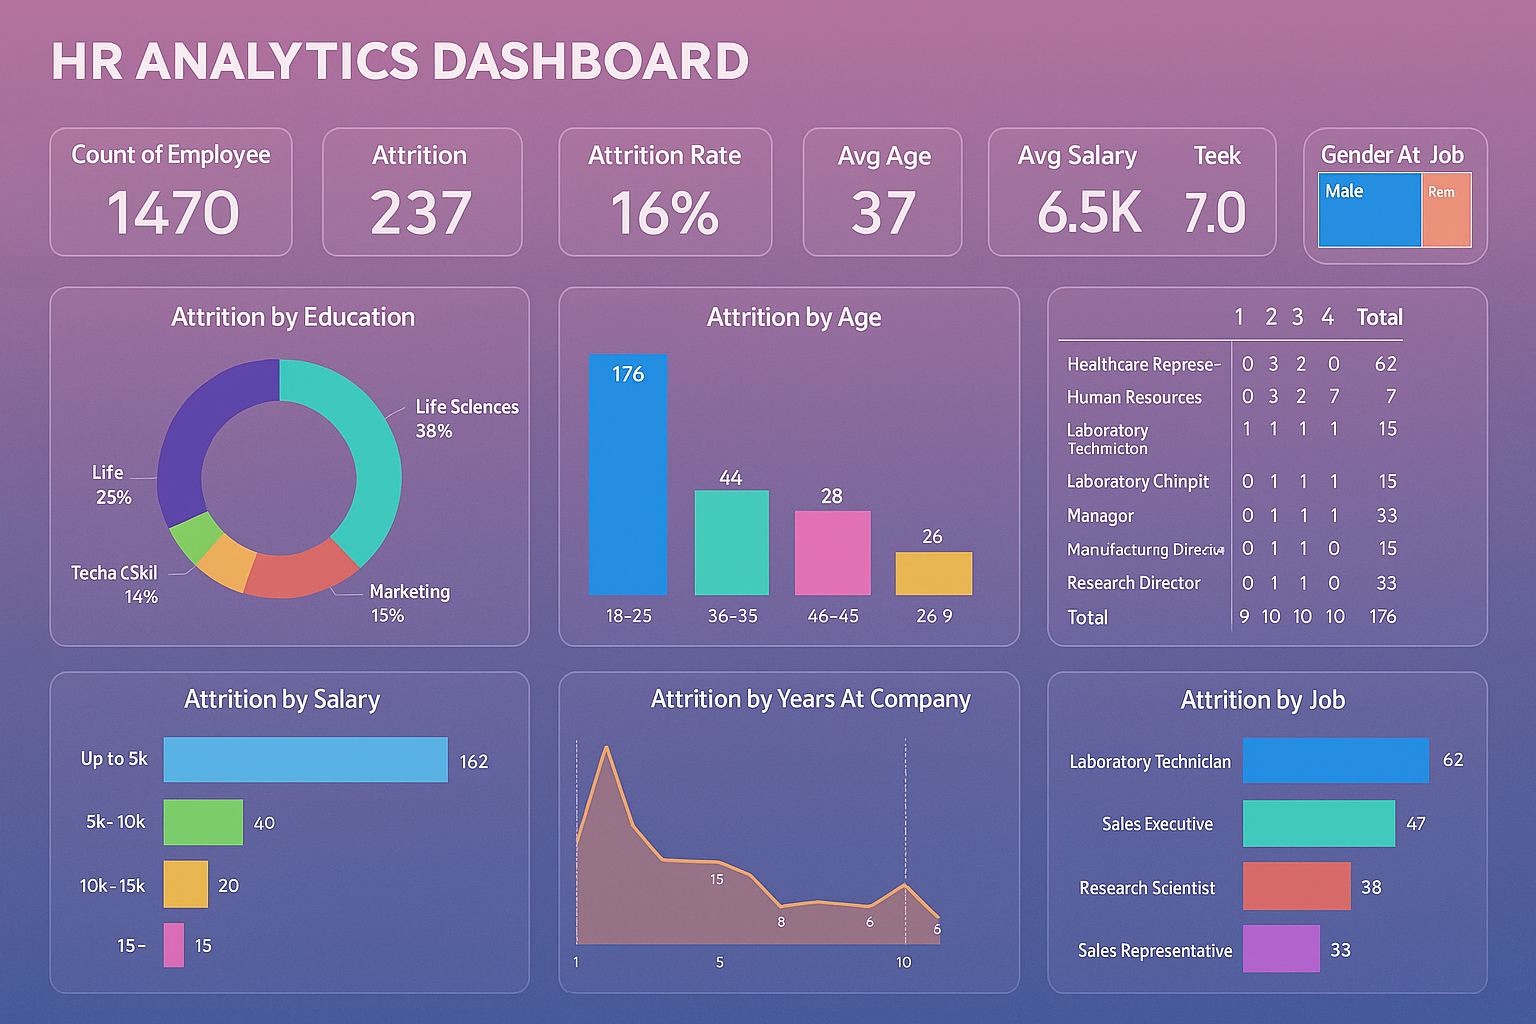 HR ANALYTICS DASHBOARD
Count of Employee
1470
Attrition
237
Attrition Rate
16%
Avg Age
37
Avg Salary Teek
6.5K 7.0
Gender At Job
Male Rem
Attrition by Education
Life Sclences
38%
Life
25%
Techa CSkil
14%
Marketing
15%
Attrition by Age
176
44
28
26
18-25 36-35 46-45 26 9
1 2 3 4 Total
Healthcare Represe- 0 3 2 0 62
Human Resources 0 3 2 7 7
Laboratory 1 1 1 1 15
Technicton
Laboratory Chinpit 0 1 1 1 15
Managor 0 1 1 1 33
Manufacturng 0 1 1 0 15
Research Director 0 1 1 0 33
Total 9 10 10 10 176
Attrition by Salary
Up to 5k 162
5k-10k 40
10k-15k 20
15- 15
Attrition by Years At Company
15
8
6
6
1 5 10
Attrition by Job
Laboratory Techniclan 62
Sales Executive 47
Research Scientist 38
Sales Representative 33